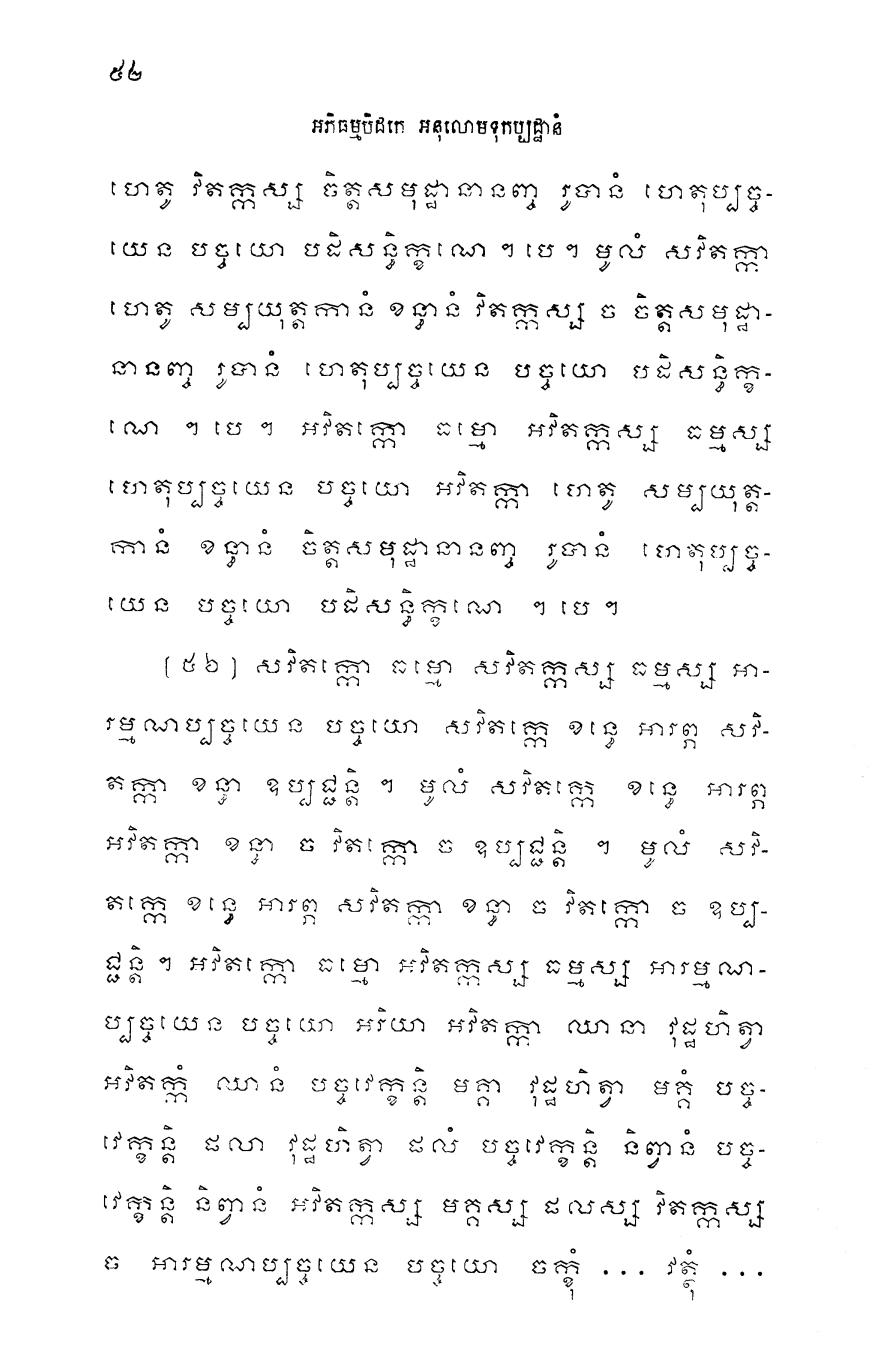 ៥២
អភិធម្មបិដកេ អនុលោមទុកប្បដ្ឋានំ
ហេតូ វិតក្កស្ស ចិត្តសមុដ្ឋានានញ្ច រូបានំ ហេតុប្បច្ច-
យេន បច្ចយោ បដិសន្ធិក្ខណេ ។ បេ ។ មូលំ សវិតក្កា
ហេតូ សម្បយុត្តកានំ ខន្ធានំ វិតក្កស្ស ច ចិត្តសមុដ្ឋា-
នានញ្ច រូបានំ ហេតុប្បច្ចយេន បច្ចយោ បដិសន្ធិក្ខ-
ណេ ។ បេ ។ អវិតក្កោ ធម្មោ អវិតក្កស្ស ធម្មស្ស
ហេតុប្បច្ចយេន បច្ចយោ អវិតក្កា ហេតូ សម្បយុត្ត-
កានំ ខន្ធានំ ចិត្តសមុដ្ឋានានញ្ច រូបានំ ហេតុប្បច្ច-
យេន បច្ចយោ បដិសន្ធិក្ខណេ ។ បេ ។
[៥៦] សវិតក្កោ ធម្មោ សវិតក្កស្ស ធម្មស្ស អា-
រម្មណប្បច្ចយេន បច្ចយោ សវិតក្កេ ខន្ធេ អារព្ភ សវិ-
តក្កា ខន្ធា ឧប្បជ្ជន្តិ ។ មូលំ សវិតក្កេ ខន្ធេ អារព្ភ
អវិតក្កា ខន្ធា ច វិតក្កោ ច ឧប្បជ្ជន្តិ ។ មូលំ សវិ-
តក្កេ ខន្ធេ អារព្ភ សវិតក្កា ខន្ធា ច វិតក្កោ ច ឧប្ប-
ជ្ជន្តិ ។ អវិតក្កោ ធម្មោ អវិតក្កស្ស ធម្មស្ស អារម្មណ-
ប្បច្ចយេន បច្ចយោ អរិយា អវិតក្កា ឈានា វុដ្ឋហិត្វា
អវិតក្កំ ឈានំ បច្ចវេក្ខន្តិ មគ្គា វុដ្ឋហិត្វា មគ្គំ បច្ច-
វេក្ខន្តិ ផលា វុដ្ឋហិត្វា ផលំ បច្ចវេក្ខន្តិ និព្វានំ បច្ច-
វេក្ខន្តិ និព្វានំ អវិតក្កស្ស មគ្គស្ស ផលស្ស វិតក្កស្ស
ច អារម្មណប្បច្ចយេន បច្ចយោ ចក្ខុំ ... វត្ថុំ ...